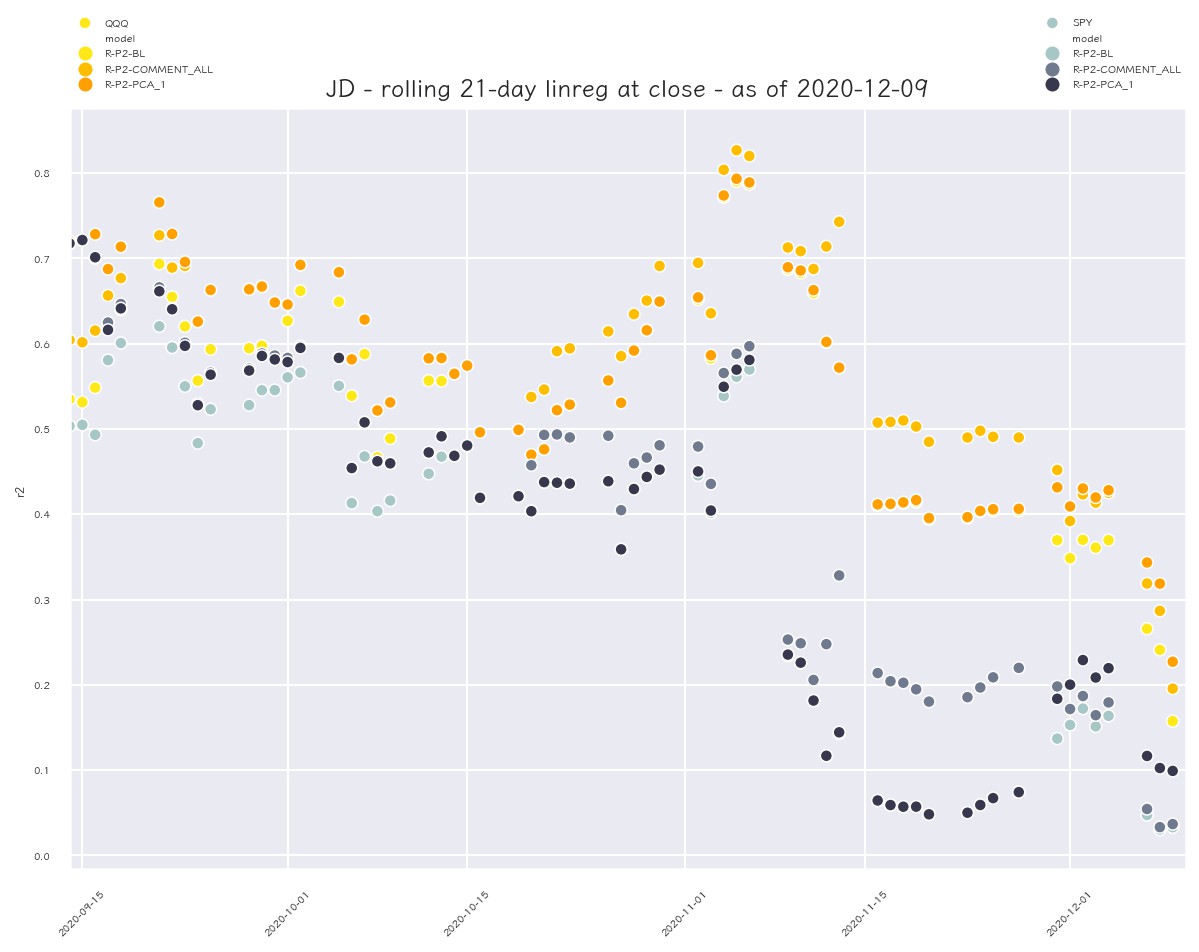 QQQ
model
R-P2-BL
R-P2-COMMENT_ALL
R-P2-PCA_1
SPY
model
R-P2-BL
R-P2-COMMENT_ALL
R-P2-PCA_1
JD - rolling 21-day linreg at close - as of 2020-12-09
r2
0.8
0.7
0.6
0.5
0.4
0.3
0.2
0.1
0.0
2020-09-15
2020-10-01
2020-10-15
2020-11-01
2020-11-15
2020-12-01